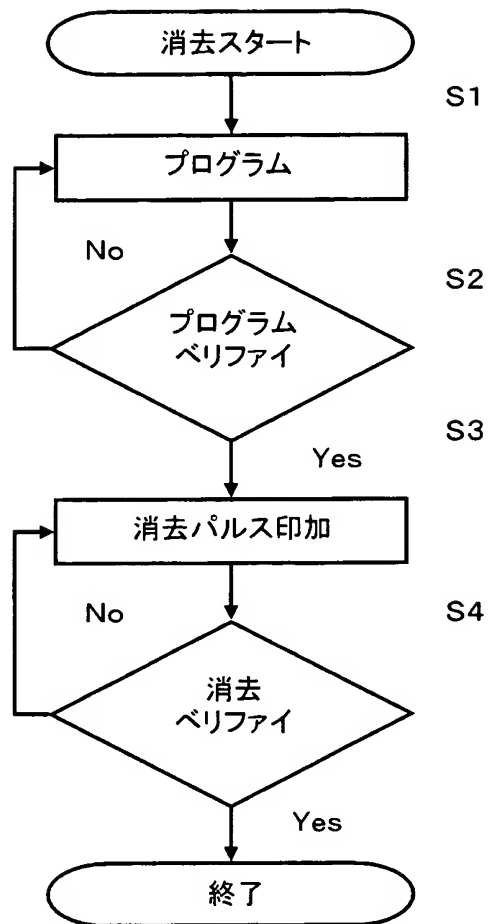 消去スタート
S1
プログラム
No
S2
プログラム
ベリファイ
S3
Yes
消去パルス印加
No
S4
消去
ベリファイ
Yes
終了